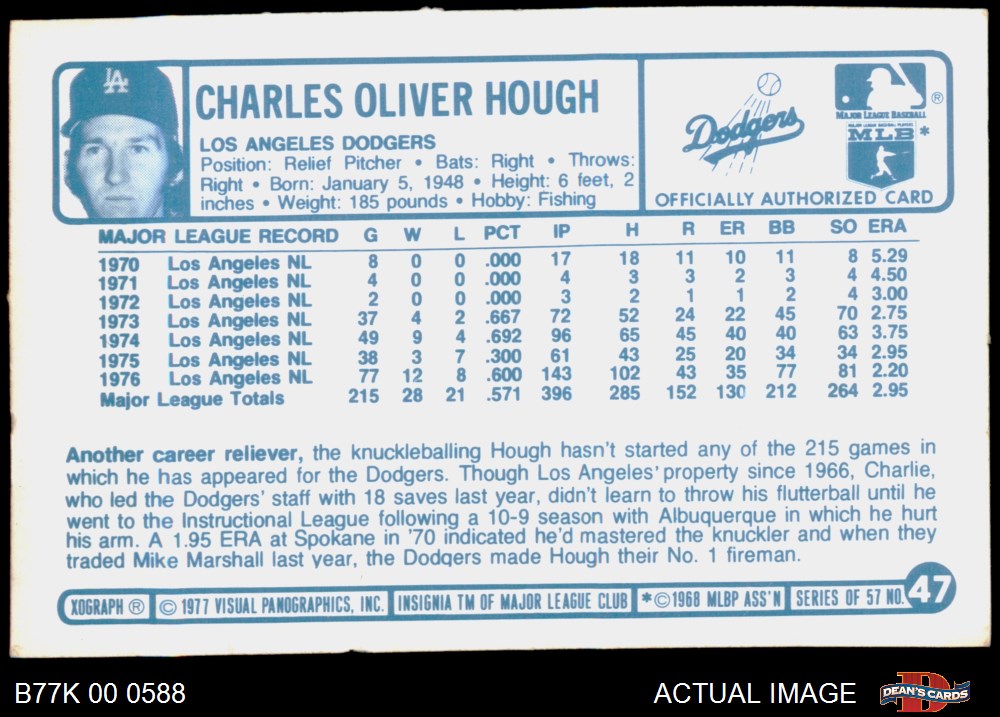 LA
CHARLES OLIVER HOUGH
LOS ANGELES DODGERS
Position: Relief Pitcher • Bats: Right • Throws:
Right • Born: January 5, 1948 • Height: 6 feet, 2
inches • Weight: 185 pounds • Hobby: Fishing
Dodgers
®
MAJOR LEAGUE BASEBALL
MAJOR LEAGUE BASEBALL PLAYERS
MLB *
OFFICIALLY AUTHORIZED CARD
MAJOR LEAGUE RECORD G W L PCT IP H R ER BB SO ERA
1970 Los Angeles NL 8 0 0 .000 17 18 11 10 11 8 5.29
1971 Los Angeles NL 4 0 0 .000 4 3 3 2 3 4 4.50
1972 Los Angeles NL 2 0 0 .000 3 2 1 1 2 4 3.00
1973 Los Angeles NL 37 4 2 .667 72 52 24 22 45 70 2.75
1974 Los Angeles NL 49 9 4 .692 96 65 45 40 40 63 3.75
1975 Los Angeles NL 38 3 7 .300 61 43 25 20 34 34 2.95
1976 Los Angeles NL 77 12 8 .600 143 102 43 35 77 81 2.20
Major League Totals 215 28 21 .571 396 285 152 130 212 264 2.95
Another career reliever, the knuckleballing Hough hasn't started any of the 215 games in
which he has appeared for the Dodgers. Though Los Angeles' property since 1966, Charlie,
who led the Dodgers' staff with 18 saves last year, didn't learn to throw his flutterball until he
went to the Instructional League following a 10-9 season with Albuquerque in which he hurt
his arm. A 1.95 ERA at Spokane in '70 indicated he'd mastered the knuckler and when they
traded Mike Marshall last year, the Dodgers made Hough their No. 1 fireman.
XOGRAPH ® © 1977 VISUAL PANOGRAPHICS, INC. INSIGNIA TM OF MAJOR LEAGUE CLUB *©1968 MLBP ASS'N SERIES OF 57 NO. 47
B77K 00 0588
ACTUAL IMAGE
DEAN'S CARDS